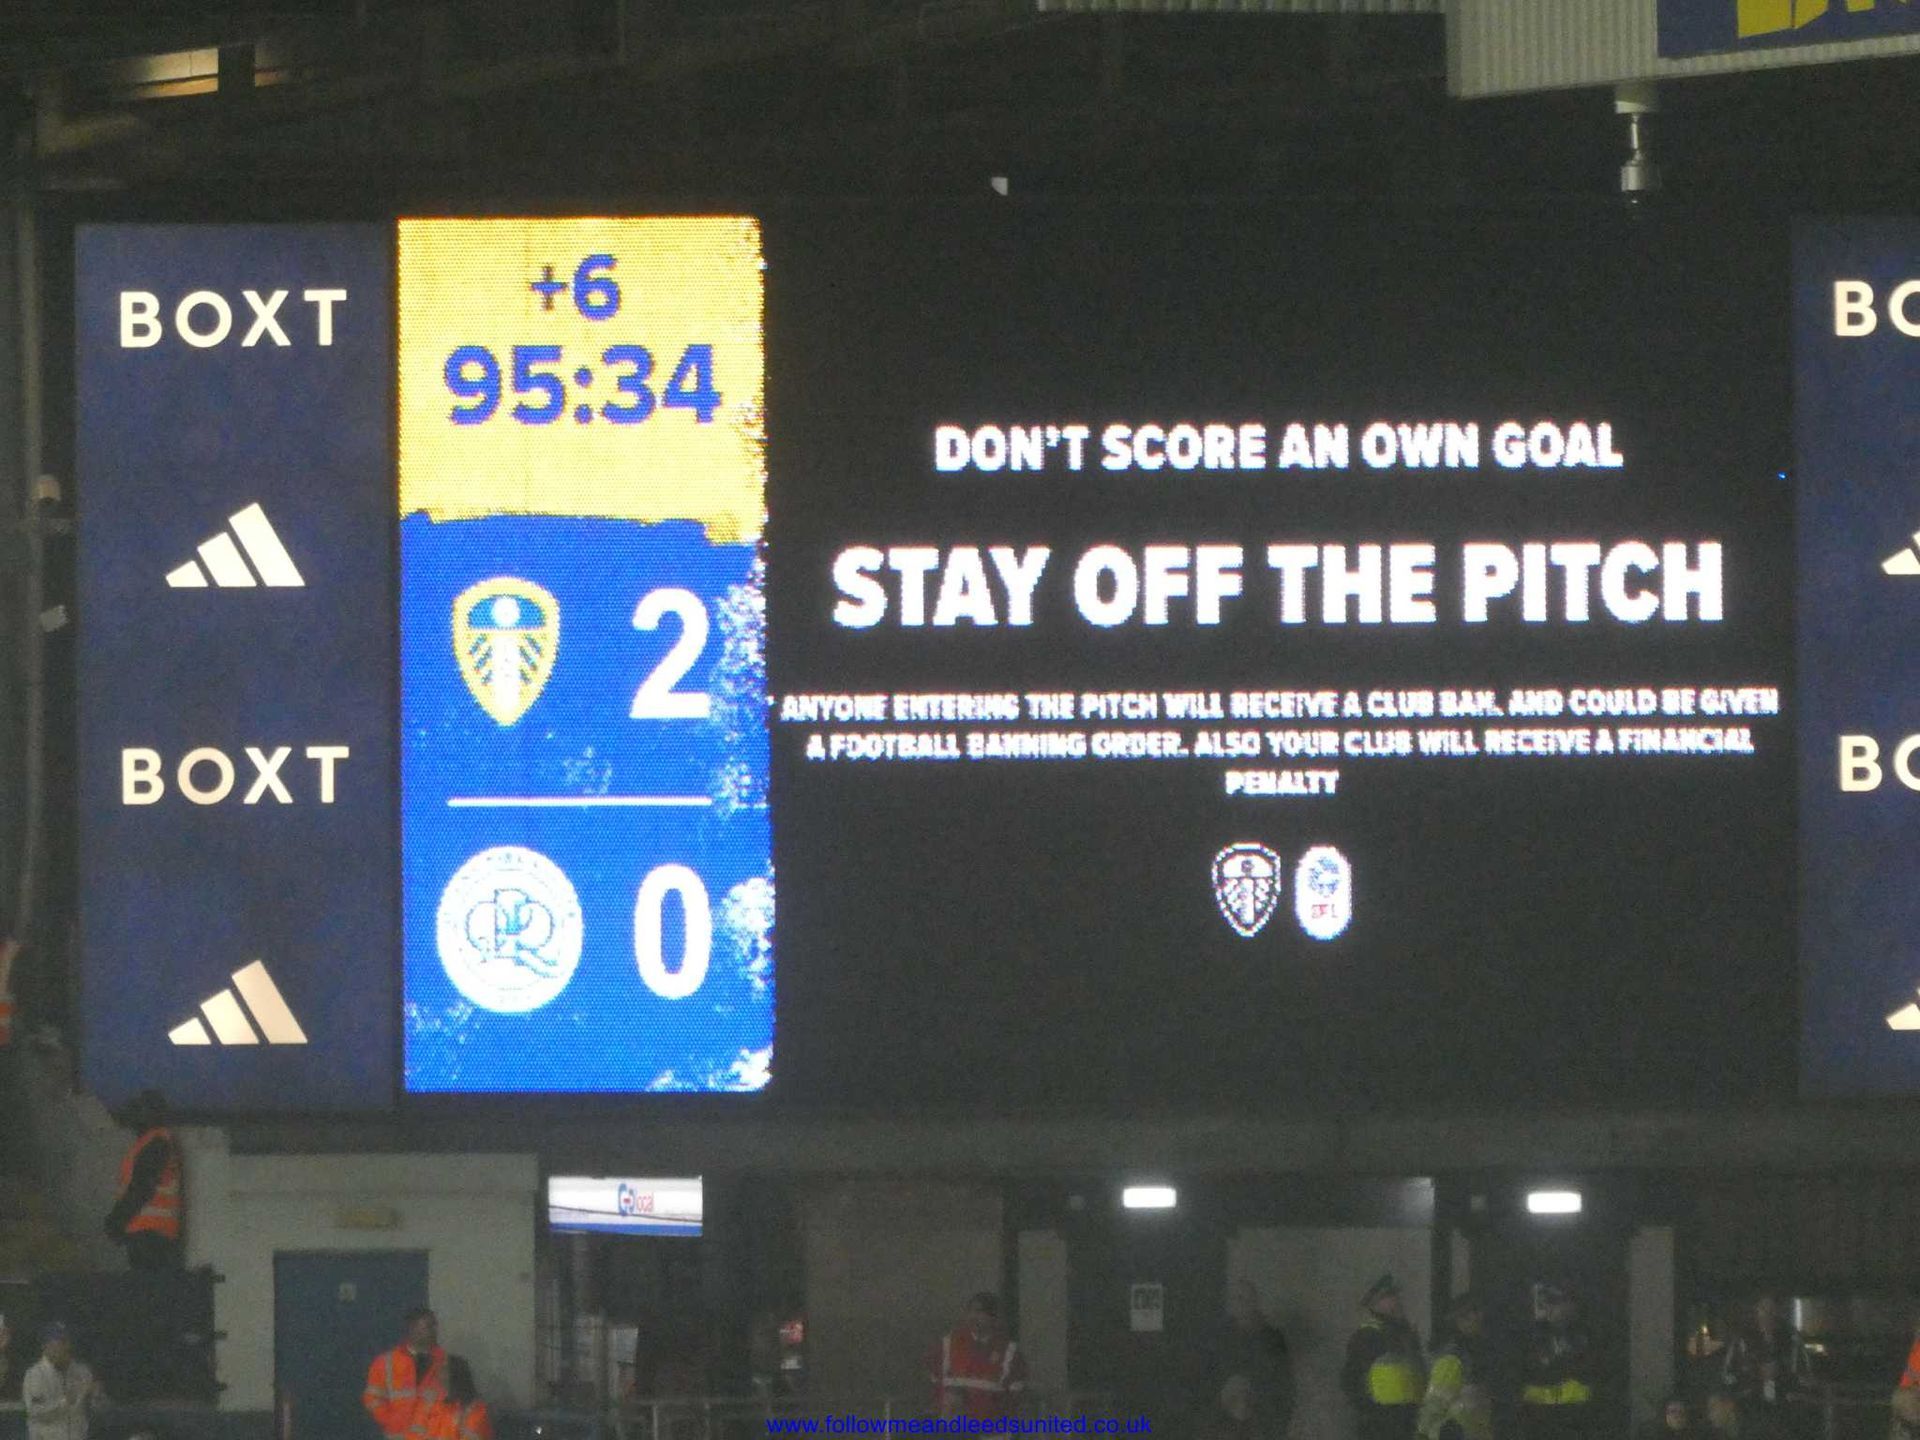 BOXT
BOXT
+6
95:34
2
0
DON'T SCORE AN OWN GOAL
STAY OFF THE PITCH
ANYONE ENTERING THE PITCH WILL RECEIVE A CLUB BAN. AND COULD BE GIVEN
A FOOTBALL BANNING ORDER. ALSO YOUR CLUB WILL RECEIVE A FINANCIAL
PENALTY
EFL
BO
BO
local
www.followmeandleedsunited.co.uk